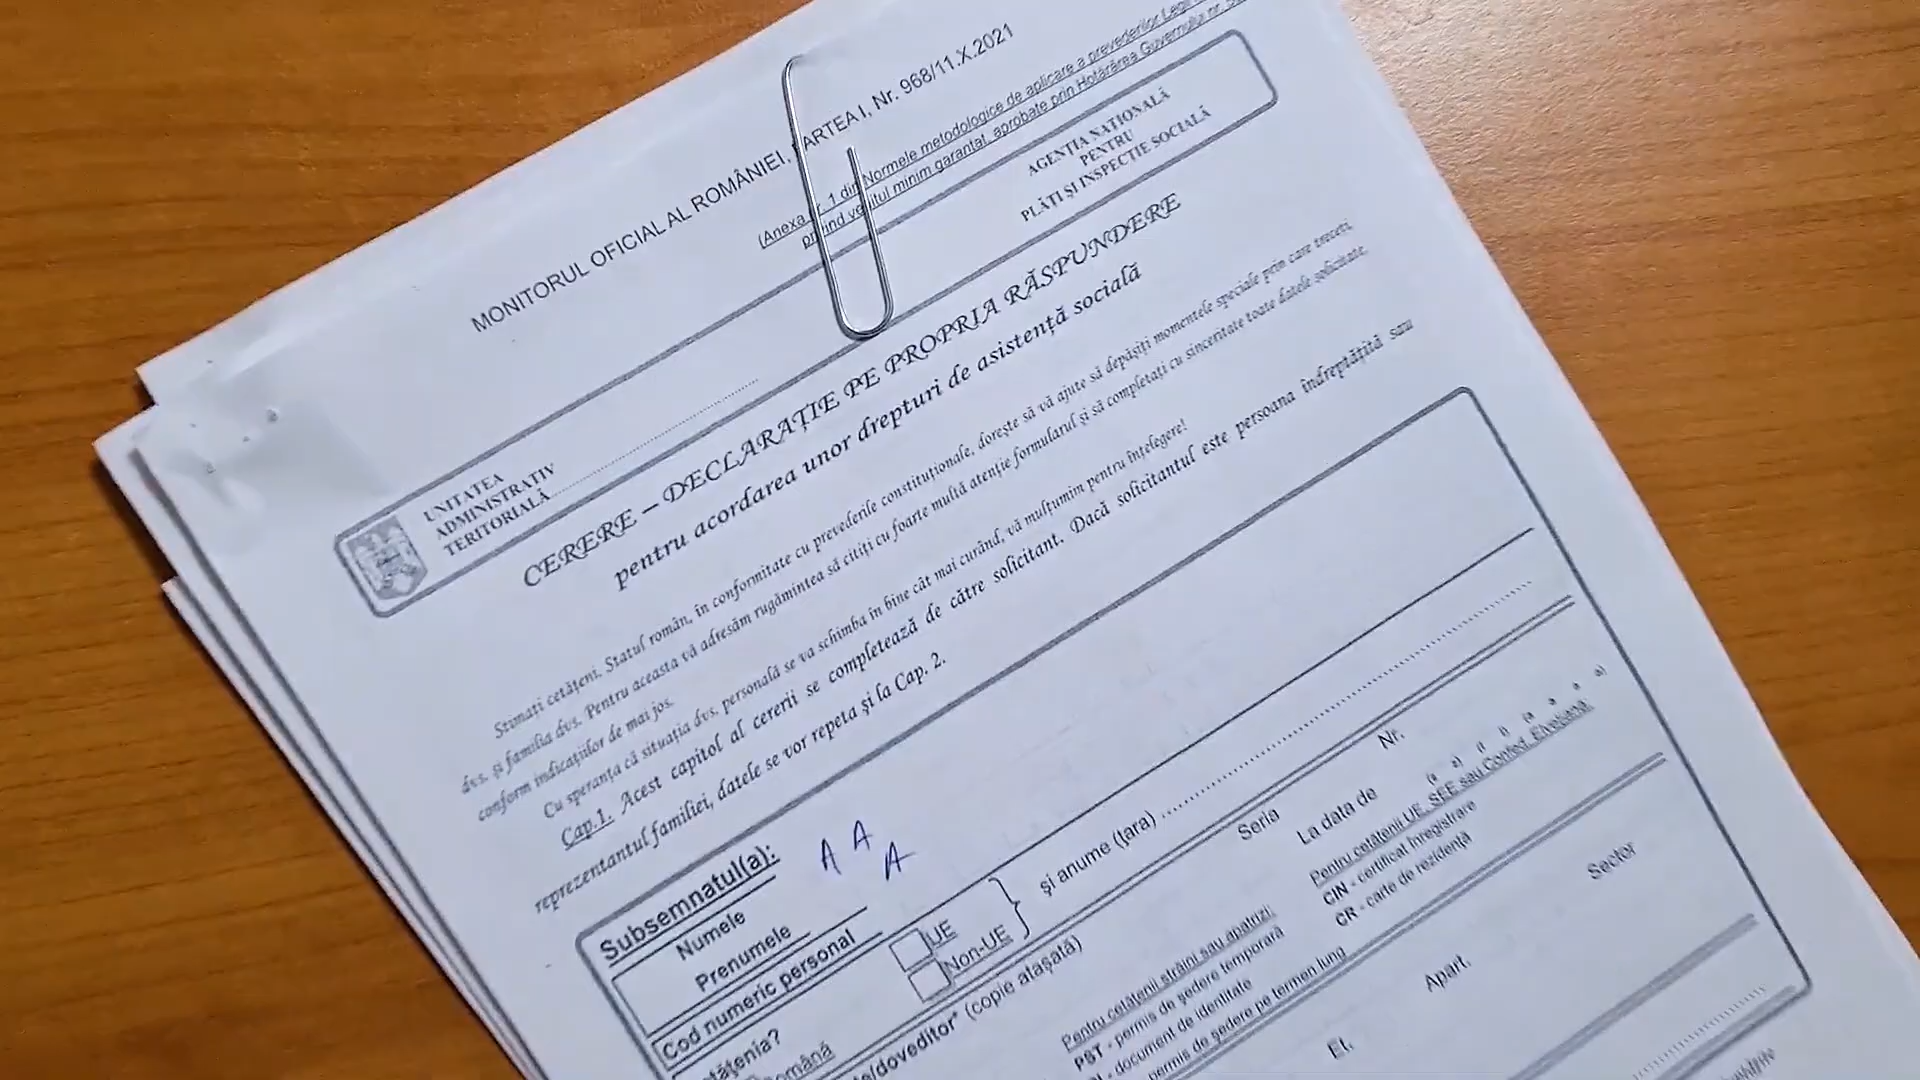 MONITORUL OFICIAL AL ROMÂNIEI, PARTEA I, Nr. 968/11.X.2021
(Anexa nr. 1 din Normele metodologice de aplicare a prevederilor
privind venitul minim garantat, aprobate prin Hotărârea Guvernului nr.
UNITATEA
ADMINISTRATIV
TERITORIALĂ
AGENȚIA NAȚIONALĂ
PENTRU
PLĂȚI ȘI INSPECȚIE SOCIALĂ
CERERE – DECLARAȚIE PE PROPRIA RĂSPUNDERE
pentru acordarea unor drepturi de asistență socială
Stimați cetățeni. Statul român, în conformitate cu prevederile constituționale, dorește să vă ajute să depășiți momentele speciale prin care treceți,
dvs. și familia dvs. Pentru aceasta vă adresăm rugămintea să citiți cu foarte multă atenție formularul și să completați cu sinceritate toate datele solicitate,
conform indicațiilor de mai jos.
Cu speranța că situația dvs. personală se va schimba în bine cât mai curând, vă mulțumim pentru înțelegere!
Cap.1. Acest capitol al cererii se completează de către solicitant. Dacă solicitantul este persoana îndreptățită sau
reprezentantul familiei, datele se vor repeta și la Cap. 2.
Subsemnatul(a):
A A A
Numele
Prenumele
Cod numeric personal
UE
Non-UE
și anume (țara)
(copie atașată)
Seria
Nr.
La data de
Pentru cetățenii străini sau apatrizi:
PST - permis de ședere temporară
document de identitate
permis de ședere pe termen lung
Pentru cetățenii UE, SEE sau Confed. Elvețiană:
CIN - certificat înregistrare
CR - carte de rezidență
Et.
Apart.
Sector